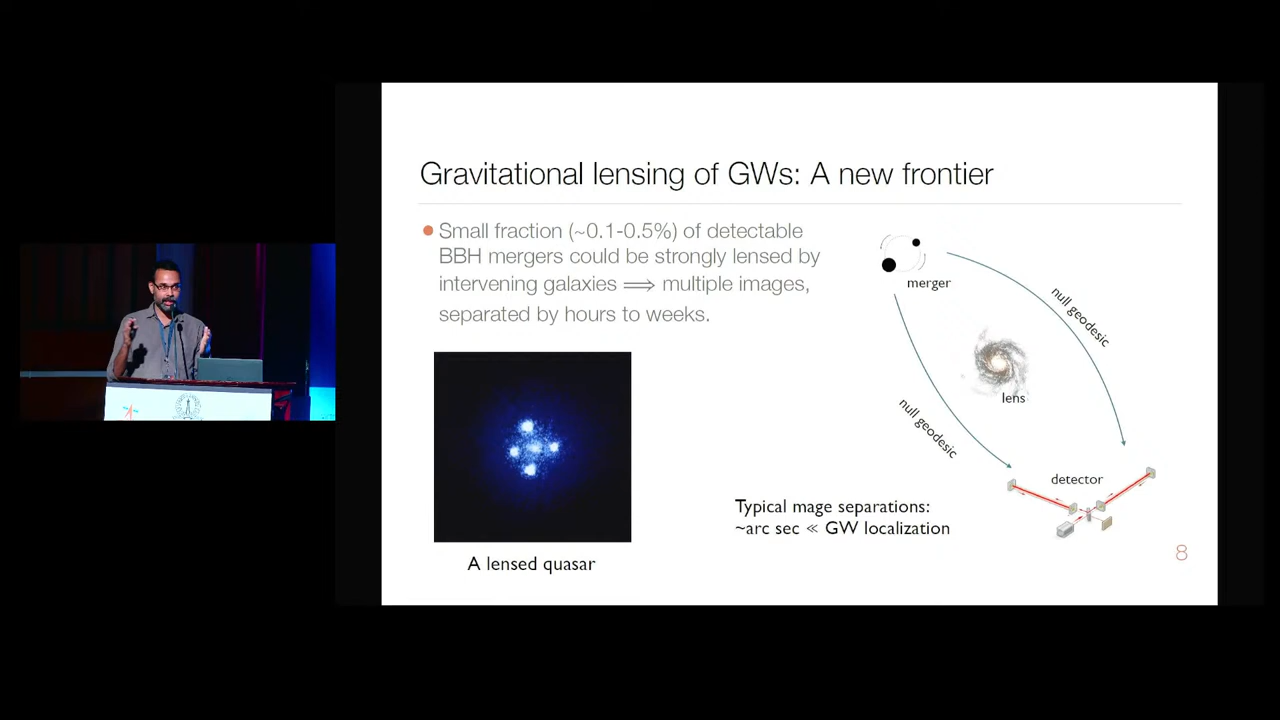 Gravitational lensing of GWs: A new frontier
Small fraction (~0.1-0.5%) of detectable
BBH mergers could be strongly lensed by
intervening galaxies ⟹ multiple images,
separated by hours to weeks.
merger
null geodesic
lens
null geodesic
detector
Typical mage separations:
~arc sec ≪ GW localization
A lensed quasar
8